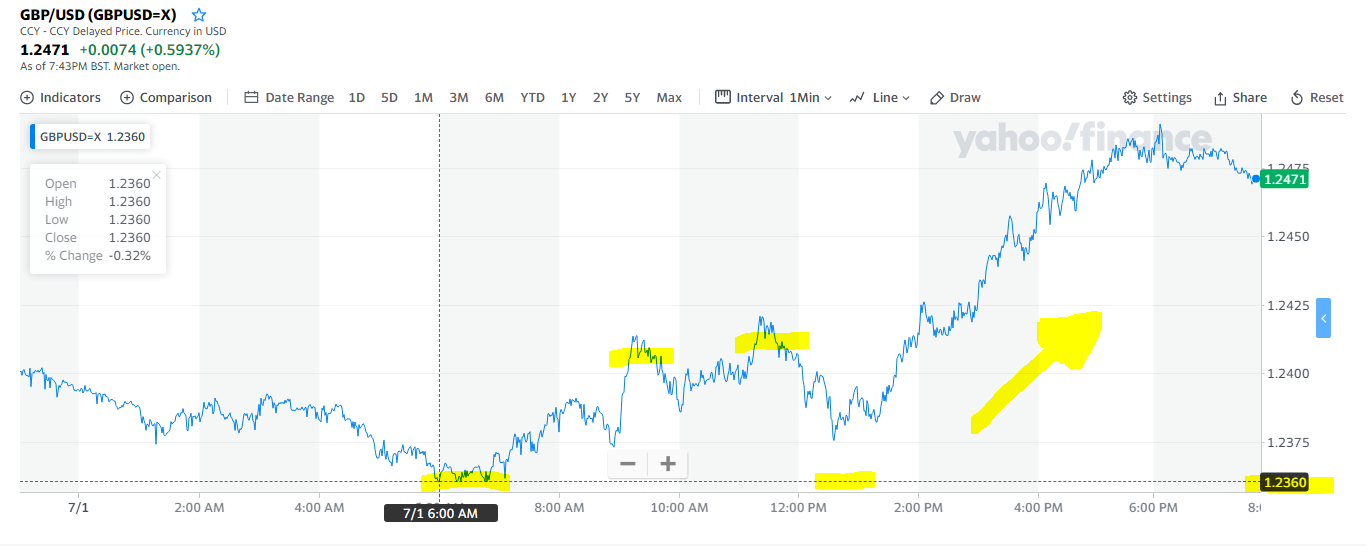 GBP/USD (GBPUSD=X)
CCY - CCY Delayed Price. Currency in USD
1.2471 +0.0074 (+0.5937%)
As of 7:43PM BST. Market open.
Indicators Comparison Date Range 1D 5D 1M 3M 6M YTD 1Y 2Y 5Y Max Interval 1Min Line Draw Settings Share Reset
GBPUSD=X 1.2360
yahoo!finance
Open 1.2360
High 1.2360
Low 1.2360
Close 1.2360
% Change -0.32%
1.2475
1.2471
1.2450
1.2425
1.2400
1.2375
1.2360
7/1 2:00 AM 4:00 AM 8:00 AM 10:00 AM 12:00 PM 2:00 PM 4:00 PM 6:00 PM 8:0
7/1 6:00 AM